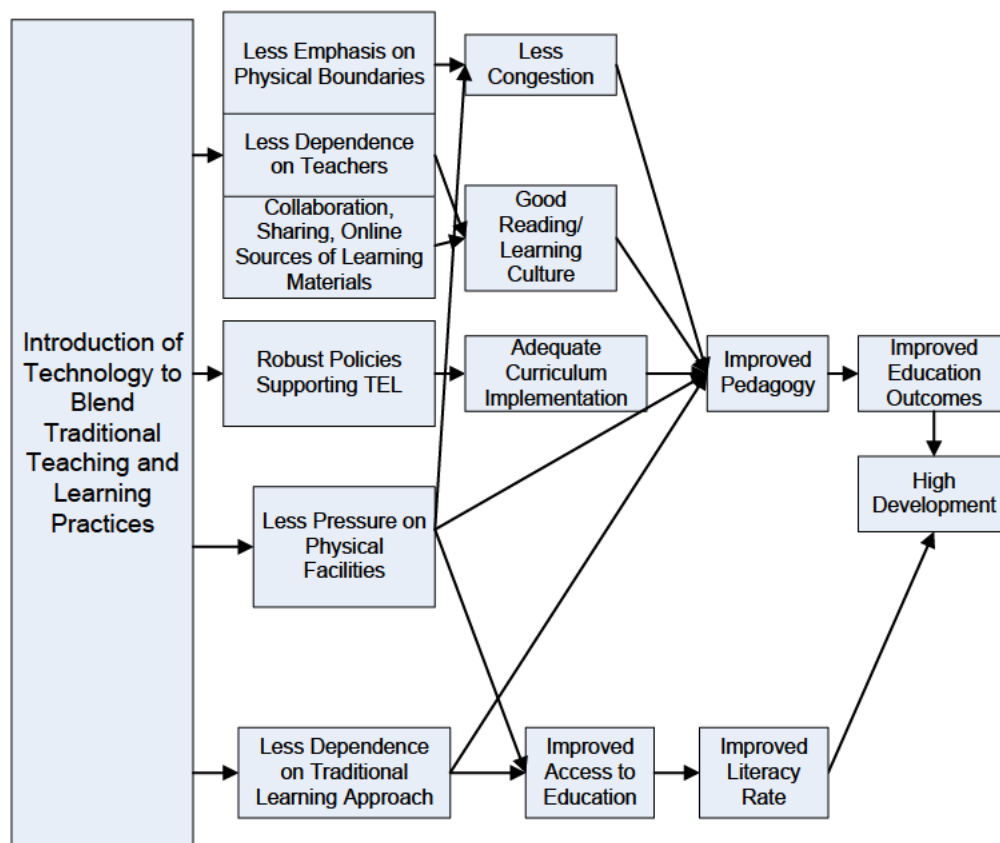 Introduction of
Technology to
Blend
Traditional
Teaching and
Learning
Practices
Less Emphasis on
Physical Boundaries
Less Dependence
on Teachers
Collaboration,
Sharing, Online
Sources of Learning
Materials
Robust Policies
Supporting TEL
Less Pressure on
Physical
Facilities
Less Dependence
on Traditional
Learning Approach
Less
Congestion
Good
Reading/
Learning
Culture
Adequate
Curriculum
Implementation
Improved
Access to
Education
Improved
Pedagogy
Improved
Literacy
Rate
Improved
Education
Outcomes
High
Development